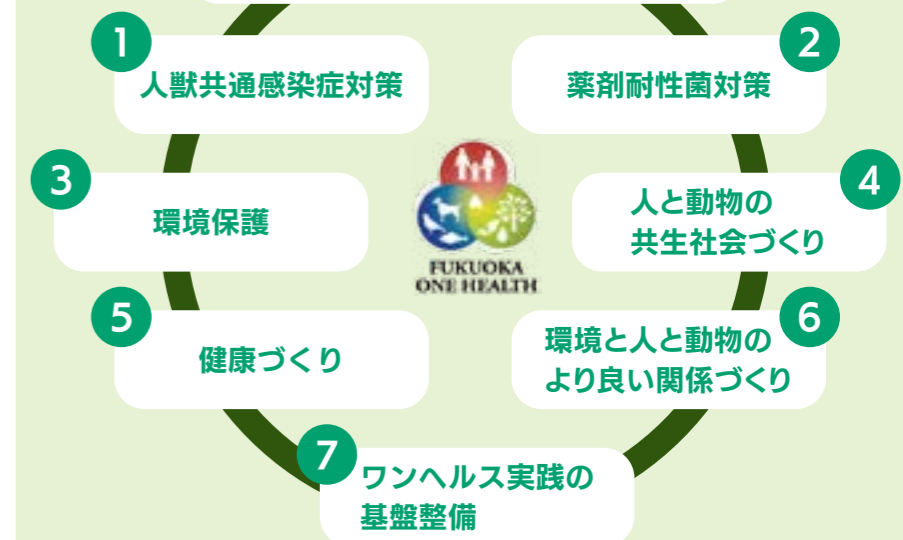 1
人獣共通感染症対策
2
薬剤耐性菌対策
3
環境保護
4
人と動物の
共生社会づくり
FUKUOKA
ONE HEALTH
5
健康づくり
6
環境と人と動物の
より良い関係づくり
7
ワンヘルス実践の
基盤整備